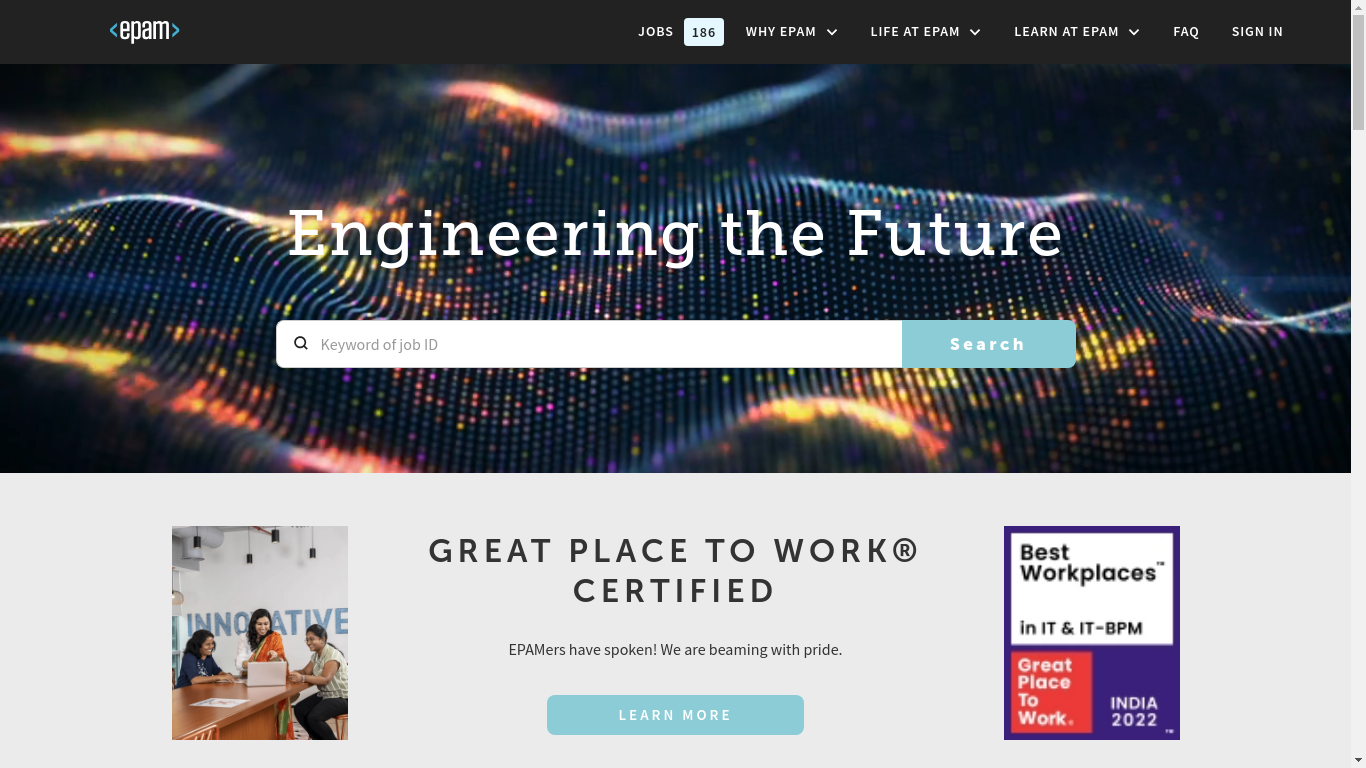 <epam>
JOBS 186 WHY EPAM LIFE AT EPAM LEARN AT EPAM FAQ SIGN IN
Engineering the Future
Keyword of job ID
Search
INNOVATIVE
GREAT PLACE TO WORK®
CERTIFIED
EPAMers have spoken! We are beaming with pride.
LEARN MORE
Best
Workplaces™
in IT & IT-BPM
Great
Place
To
Work.
INDIA
2022
™